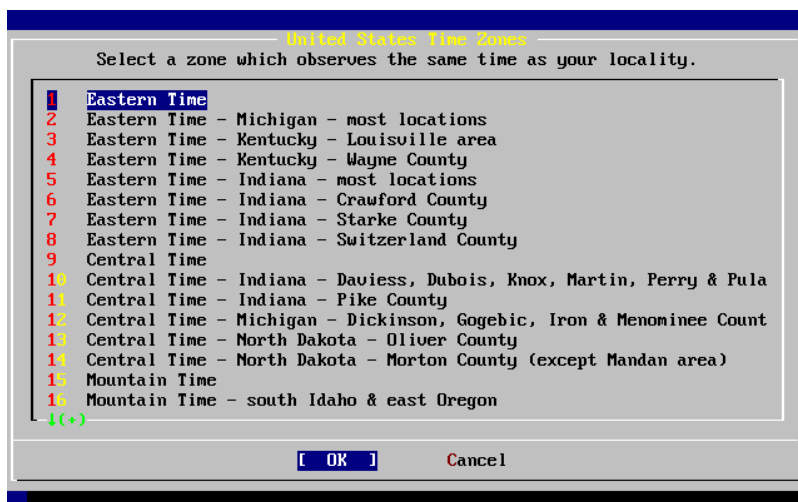 United States Time Zones
Select a zone which observes the same time as your locality.
1 Eastern Time
2 Eastern Time - Michigan - most locations
3 Eastern Time - Kentucky - Louisville area
4 Eastern Time - Kentucky - Wayne County
5 Eastern Time - Indiana - most locations
6 Eastern Time - Indiana - Crawford County
7 Eastern Time - Indiana - Starke County
8 Eastern Time - Indiana - Switzerland County
9 Central Time
10 Central Time - Indiana - Daviess, Dubois, Knox, Martin, Perry & Pula
11 Central Time - Indiana - Pike County
12 Central Time - Michigan - Dickinson, Gogebic, Iron & Menominee Count
13 Central Time - North Dakota - Oliver County
14 Central Time - North Dakota - Morton County (except Mandan area)
15 Mountain Time
16 Mountain Time - south Idaho & east Oregon
↓(+)
[ OK ] Cancel